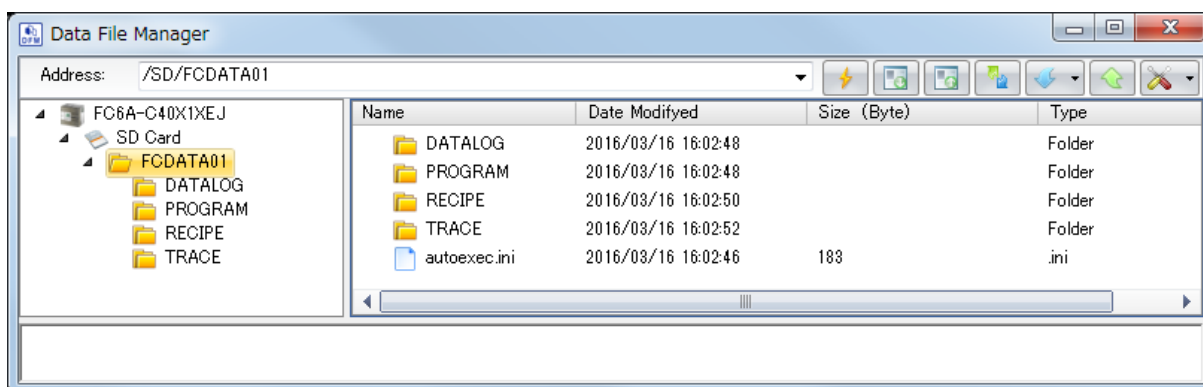 Data File Manager
Address: /SD/FCDATA01
FC6A-C40X1XEJ
SD Card
FCDATA01
DATALOG
PROGRAM
RECIPE
TRACE
Name Date Modifyed Size (Byte) Type
DATALOG 2016/03/16 16:02:48 Folder
PROGRAM 2016/03/16 16:02:48 Folder
RECIPE 2016/03/16 16:02:50 Folder
TRACE 2016/03/16 16:02:52 Folder
autoexec.ini 2016/03/16 16:02:46 183 .ini